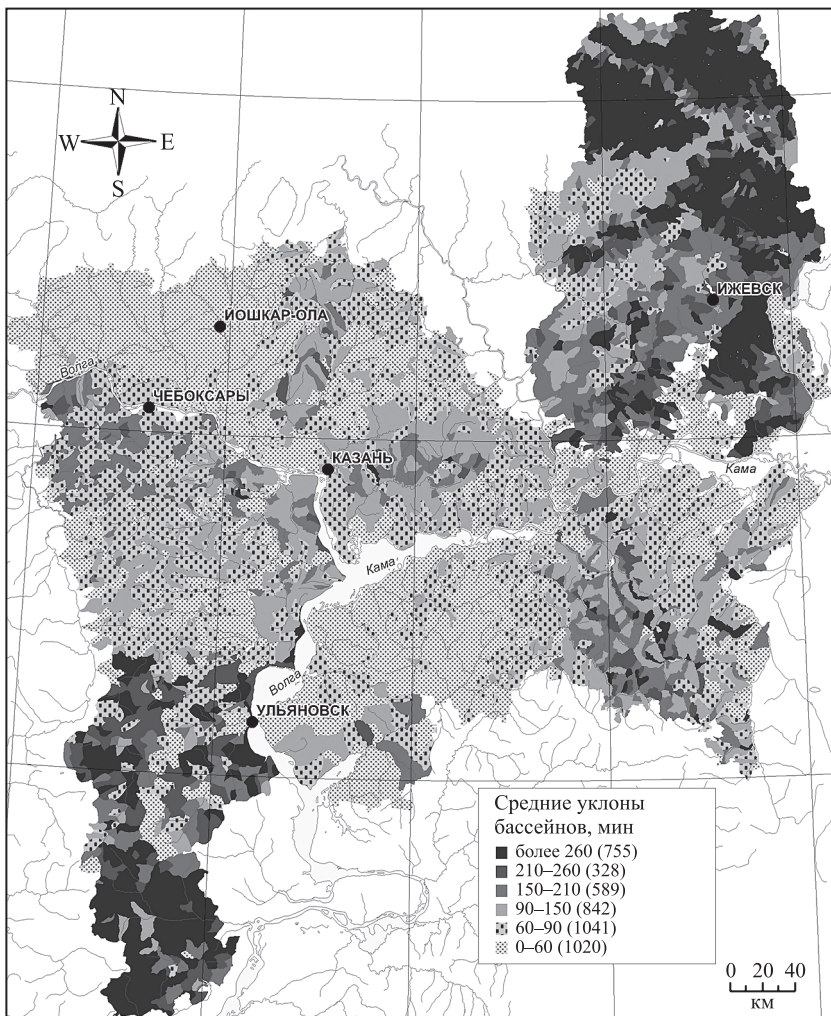 N
W E
S
ИЖЕВСК
ЙОШКАР-ОЛА
Волга
ЧЕБОКСАРЫ
КАЗАНЬ
Кама
Кама
Волга
УЛЬЯНОВСК
Средние уклоны
бассейнов, мин
более 260 (755)
210–260 (328)
150–210 (589)
90–150 (842)
60–90 (1041)
0–60 (1020)
0 20 40
км